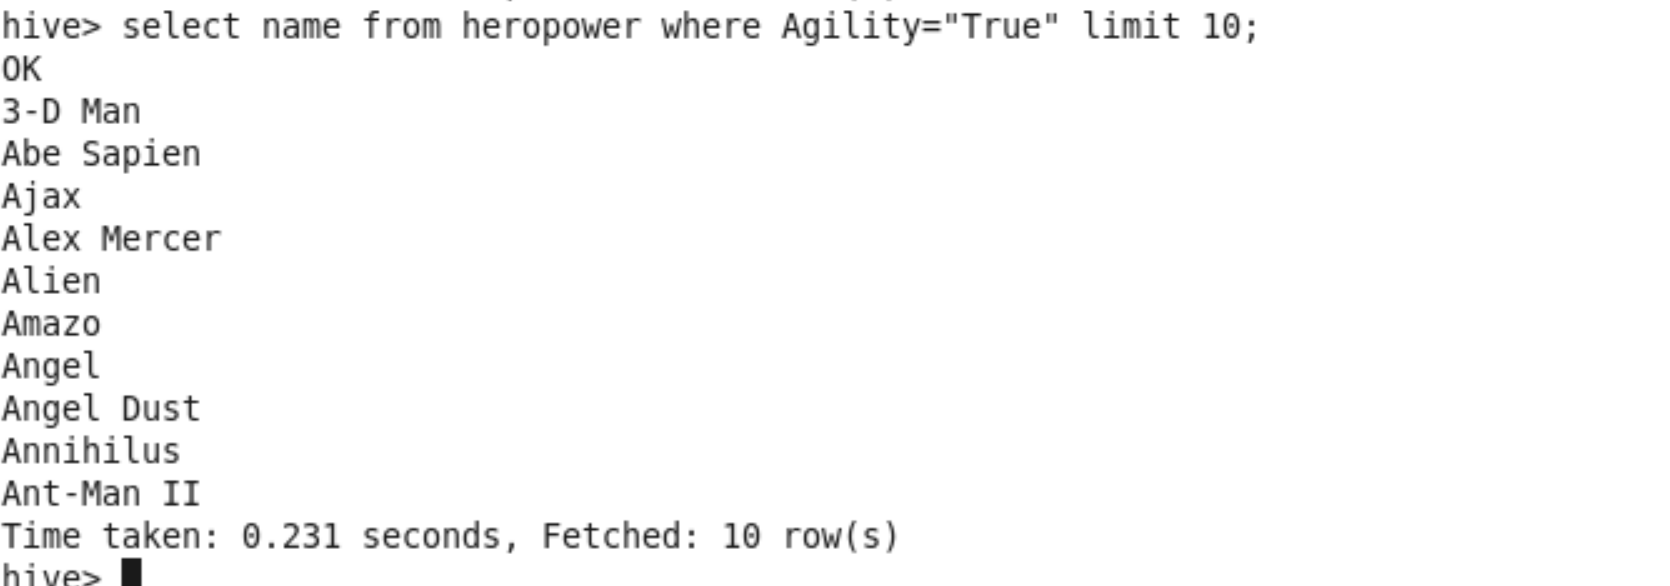 hive> select name from heropower where Agility="True" limit 10;
OK
3-D Man
Abe Sapien
Ajax
Alex Mercer
Alien
Amazo
Angel
Angel Dust
Annihilus
Ant-Man II
Time taken: 0.231 seconds, Fetched: 10 row(s)
hive>